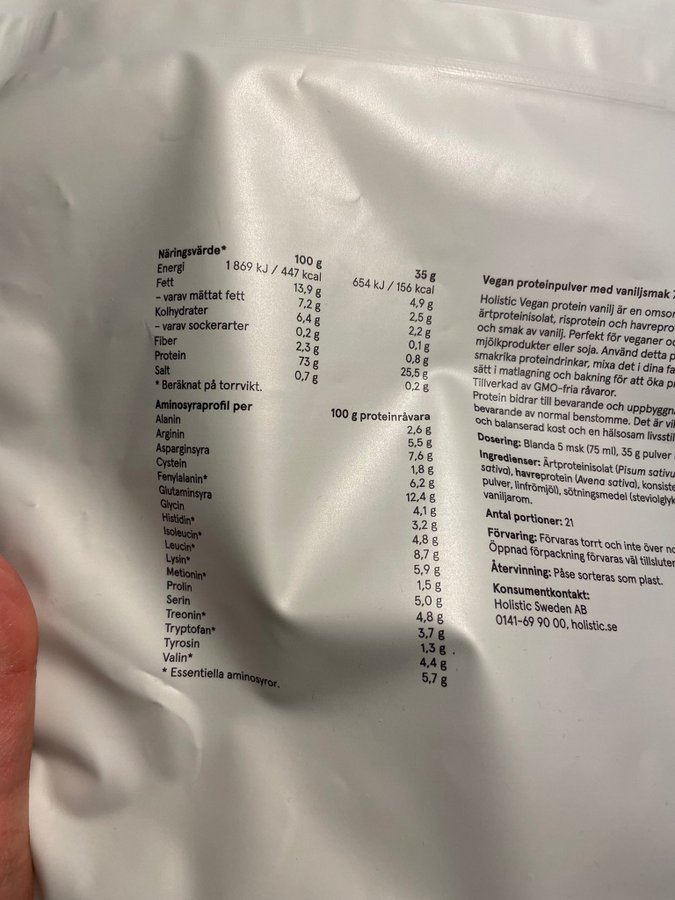 Näringsvärde* 100 g 35 g
Energi 1 869 kJ / 447 kcal 654 kJ / 156 kcal
Fett 13,9 g 4,9 g
– varav mättat fett 7,2 g 2,5 g
Kolhydrater 6,4 g 2,2 g
– varav sockerarter 0,2 g 0,1 g
Fiber 2,3 g 0,8 g
Protein 73 g 25,5 g
Salt 0,7 g 0,2 g
* Beräknat på torrvikt.
Aminosyraprofil per 100 g proteinråvara
Alanin 2,6 g
Arginin 5,5 g
Asparginsyra 7,6 g
Cystein 1,8 g
Fenylalanin* 6,2 g
Glutaminsyra 12,4 g
Glycin 4,1 g
Histidin* 3,2 g
Isoleucin* 4,8 g
Leucin* 8,7 g
Lysin* 5,9 g
Metionin* 1,5 g
Prolin 5,0 g
Serin 4,8 g
Treonin* 3,7 g
Tryptofan* 1,3 g
Tyrosin 4,4 g
Valin* 5,7 g
* Essentiella aminosyror.
Vegan proteinpulver med vaniljsmak
Holistic Vegan protein vanilj är en
ärtproteinisolat, risprotein och
och smak av vanilj. Perfekt för veganer
mjölkprodukter eller soja. Använd detta
smakrika proteindrinkar, mixa det i dina
sätt i matlagning och bakning för att öka
Tillverkad av GMO-fria råvaror.
Protein bidrar till bevarande och
bevarande av normal benstomme. Det är
och balanserad kost och en hälsosam
Dosering: Blanda 5 msk (75 ml), 35 g pulver
Ingredienser: Ärtproteinisolat (Pisum
sativa), havreprotein (Avena sativa),
pulver, linfrömjöl), sötningsmedel
vaniljarom.
Antal portioner: 21
Förvaring: Förvaras torrt och inte över
Öppnad förpackning förvaras väl
Återvinning: Påse sorteras som plast.
Konsumentkontakt:
Holistic Sweden AB
0141-69 90 00, holistic.se